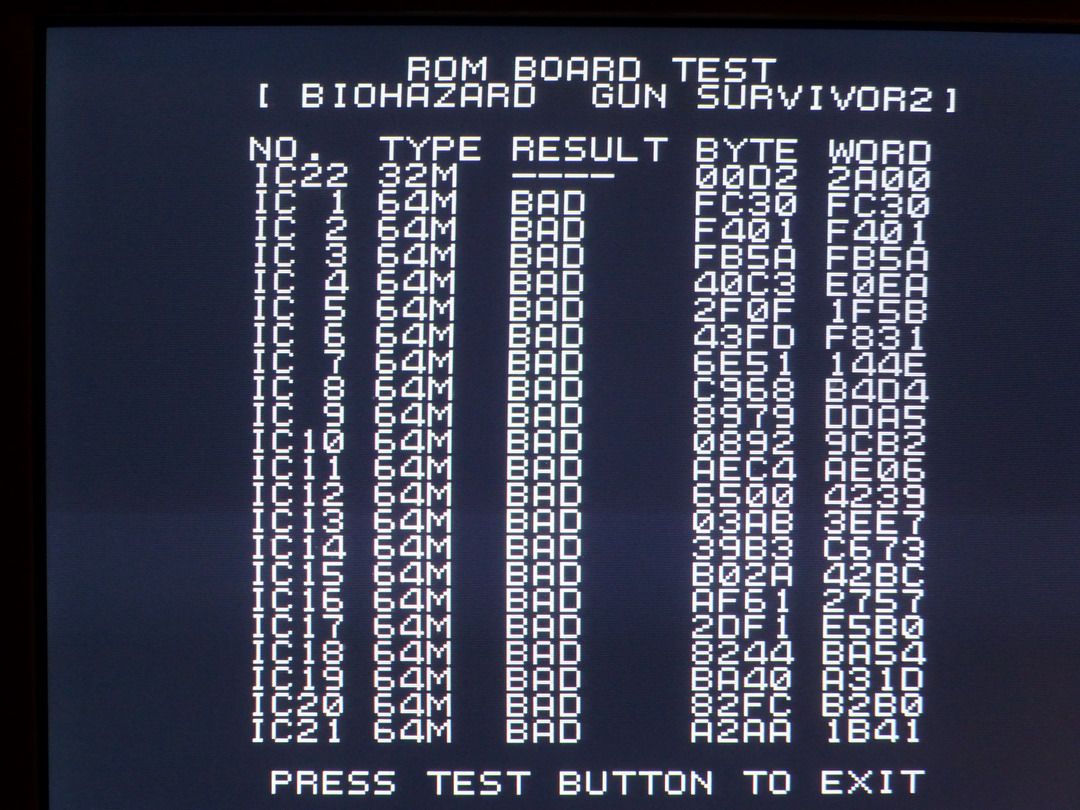 ROM BOARD TEST
[ BIOHAZARD GUN SURVIVOR2 ]
NO. TYPE RESULT BYTE WORD
IC22 32M ---- 00D2 2A00
IC 1 64M BAD FC30 FC30
IC 2 64M BAD F401 F401
IC 3 64M BAD FB5A FB5A
IC 4 64M BAD 40C3 E0EA
IC 5 64M BAD 2F0F 1F5B
IC 6 64M BAD 43FD F831
IC 7 64M BAD 6E51 144E
IC 8 64M BAD C968 B4D4
IC 9 64M BAD 8979 DDA5
IC10 64M BAD 0892 9CB2
IC11 64M BAD AEC4 AE06
IC12 64M BAD 6500 4239
IC13 64M BAD 03AB 3EE7
IC14 64M BAD 39B3 C673
IC15 64M BAD B02A 42BC
IC16 64M BAD AF61 2757
IC17 64M BAD 2DF1 E5B0
IC18 64M BAD 8244 BA54
IC19 64M BAD BA40 A31D
IC20 64M BAD 82FC B2B0
IC21 64M BAD A2AA 1B41
PRESS TEST BUTTON TO EXIT